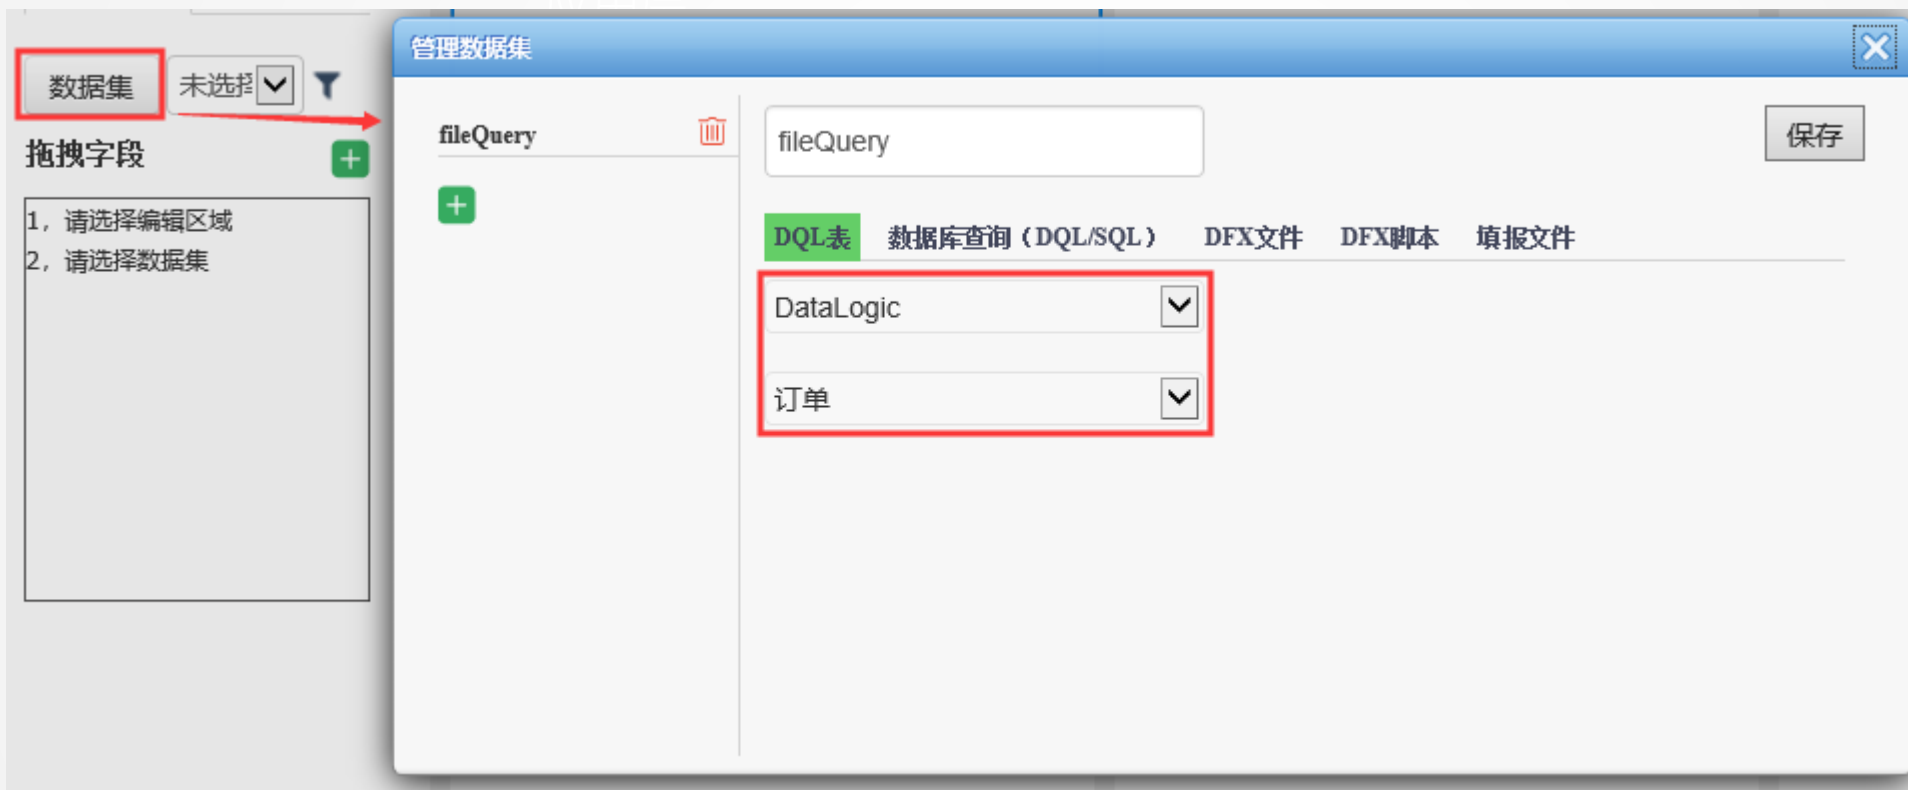 管理数据集
数据集
未选择
拖拽字段
1, 请选择编辑区域
2, 请选择数据集
fileQuery
fileQuery
保存
DQL表 数据库查询（DQL/SQL） DFX文件 DFX脚本 填报文件
DataLogic
订单